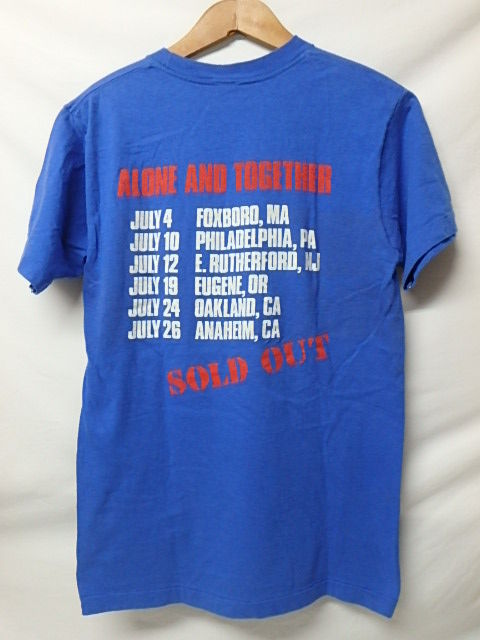 ALONE AND TOGETHER
JULY 4 FOXBORO, MA
JULY 10 PHILADELPHIA, PA
JULY 12 E. RUTHERFORD, NJ
JULY 19 EUGENE, OR
JULY 24 OAKLAND, CA
JULY 26 ANAHEIM, CA
SOLD OUT